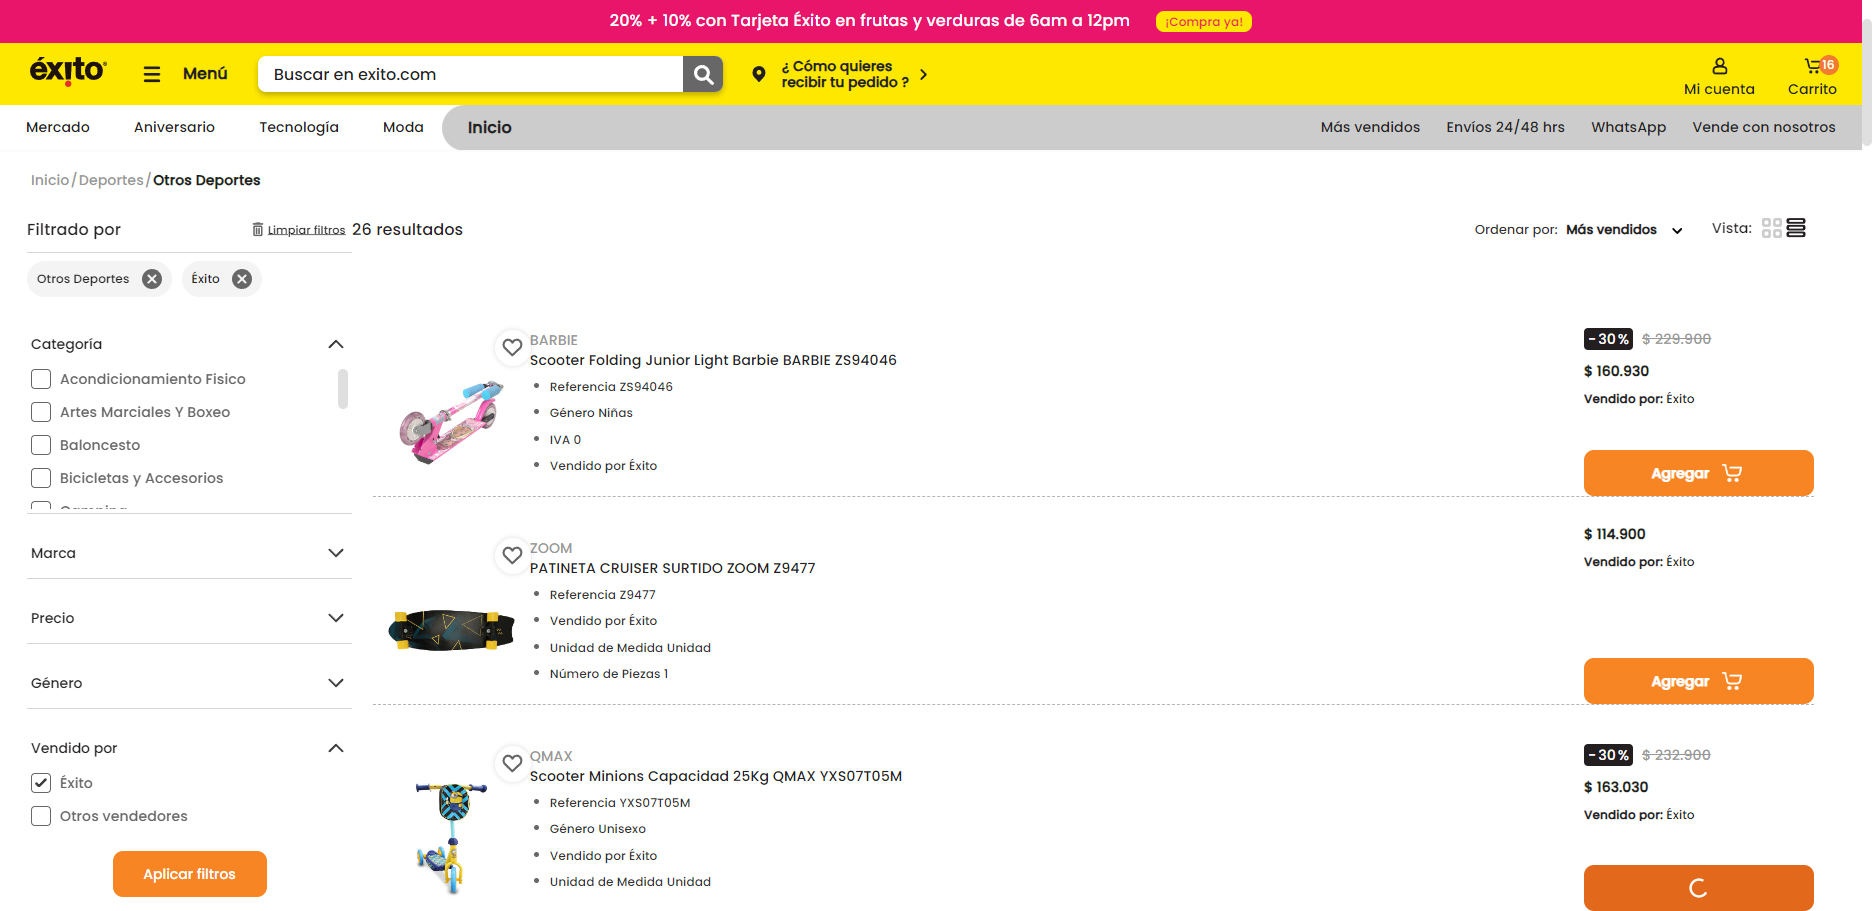 20% + 10% con Tarjeta Éxito en frutas y verduras de 6am a 12pm ¡Compra ya!
éxito
Menú
Buscar en exito.com
¿ Cómo quieres
recibir tu pedido ?
Mi cuenta
16
Carrito
Mercado Aniversario Tecnología Moda Inicio Más vendidos Envíos 24/48 hrs WhatsApp Vende con nosotros
Inicio/Deportes/Otros Deportes
Filtrado por Limpiar filtros 26 resultados
Ordenar por: Más vendidos Vista:
Otros Deportes Éxito
Categoría
Acondicionamiento Fisico
Artes Marciales Y Boxeo
Baloncesto
Bicicletas y Accesorios
Marca
Precio
Género
Vendido por
Éxito
Otros vendedores
Aplicar filtros
BARBIE
Scooter Folding Junior Light Barbie BARBIE ZS94046
Referencia ZS94046
Género Niñas
IVA 0
Vendido por Éxito
-30% $ 229.900
$ 160.930
Vendido por: Éxito
Agregar
ZOOM
PATINETA CRUISER SURTIDO ZOOM Z9477
Referencia Z9477
Vendido por Éxito
Unidad de Medida Unidad
Número de Piezas 1
$ 114.900
Vendido por: Éxito
Agregar
QMAX
Scooter Minions Capacidad 25Kg QMAX YXS07T05M
Referencia YXS07T05M
Género Unisexo
Vendido por Éxito
Unidad de Medida Unidad
-30% $ 232.900
$ 163.030
Vendido por: Éxito